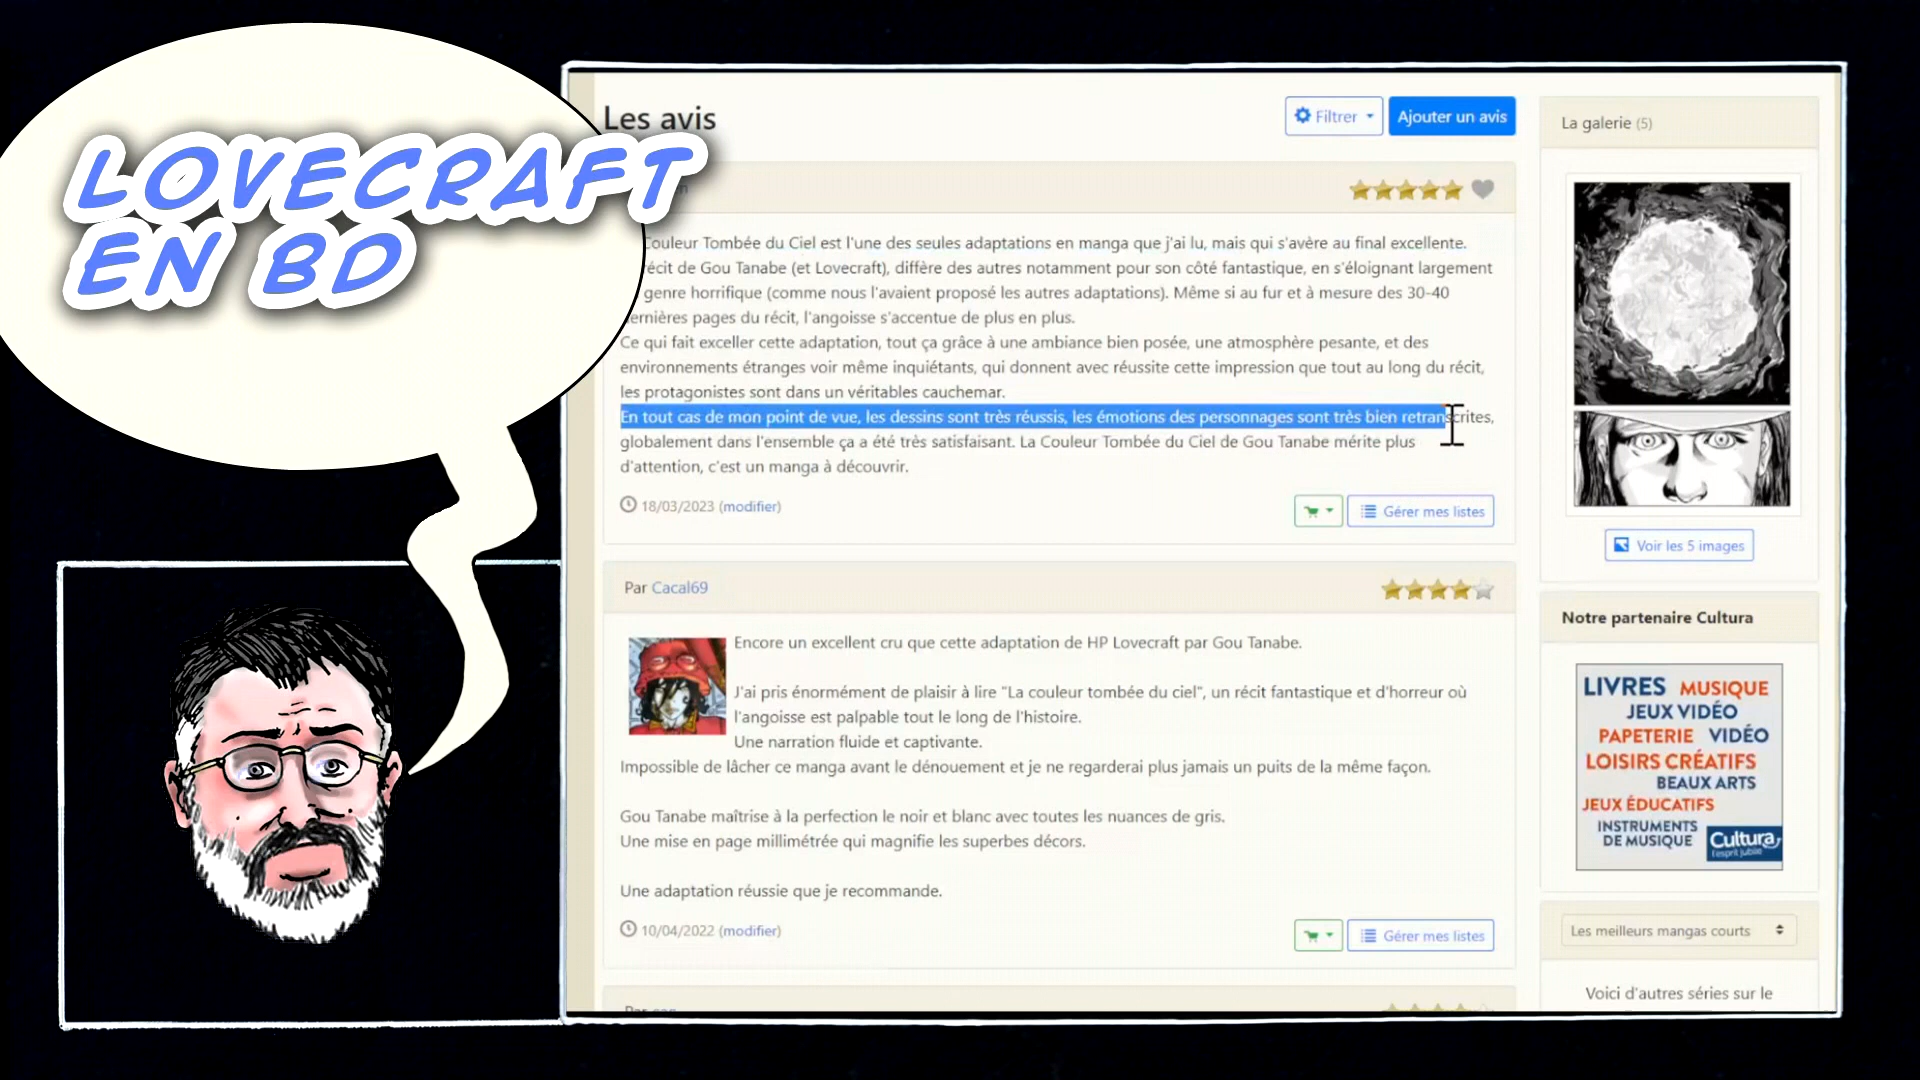 LOVECRAFT
EN BD
Les avis
Filtrer
Ajouter un avis
Couleur Tombée du Ciel est l'une des seules adaptations en manga que j'ai lu, mais qui s'avère au final excellente.
récit de Gou Tanabe (et Lovecraft), diffère des autres notamment pour son côté fantastique, en s'éloignant largement
genre horrifique (comme nous l'avaient proposé les autres adaptations). Même si au fur et à mesure des 30-40
dernières pages du récit, l'angoisse s'accentue de plus en plus.
Ce qui fait exceller cette adaptation, tout ça grâce à une ambiance bien posée, une atmosphère pesante, et des
environnements étranges voir même inquiétants, qui donnent avec réussite cette impression que tout au long du récit,
les protagonistes sont dans un véritables cauchemar.
En tout cas de mon point de vue, les dessins sont très réussis, les émotions des personnages sont très bien retranscrites,
globalement dans l'ensemble ça a été très satisfaisant. La Couleur Tombée du Ciel de Gou Tanabe mérite plus
d'attention, c'est un manga à découvrir.
18/03/2023 (modifier)
Gérer mes listes
Par Cacal69
Encore un excellent cru que cette adaptation de HP Lovecraft par Gou Tanabe.
J'ai pris énormément de plaisir à lire "La couleur tombée du ciel", un récit fantastique et d'horreur où
l'angoisse est palpable tout le long de l'histoire.
Une narration fluide et captivante.
Impossible de lâcher ce manga avant le dénouement et je ne regarderai plus jamais un puits de la même façon.
Gou Tanabe maîtrise à la perfection le noir et blanc avec toutes les nuances de gris.
Une mise en page millimétrée qui magnifie les superbes décors.
Une adaptation réussie que je recommande.
10/04/2022 (modifier)
Gérer mes listes
Par
La galerie (5)
Voir les 5 images
Notre partenaire Cultura
LIVRES MUSIQUE
JEUX VIDÉO
PAPETERIE VIDÉO
LOISIRS CRÉATIFS
BEAUX ARTS
JEUX ÉDUCATIFS
INSTRUMENTS
DE MUSIQUE
Cultura
l'esprit jubile
Les meilleurs mangas courts
Voici d'autres séries sur le